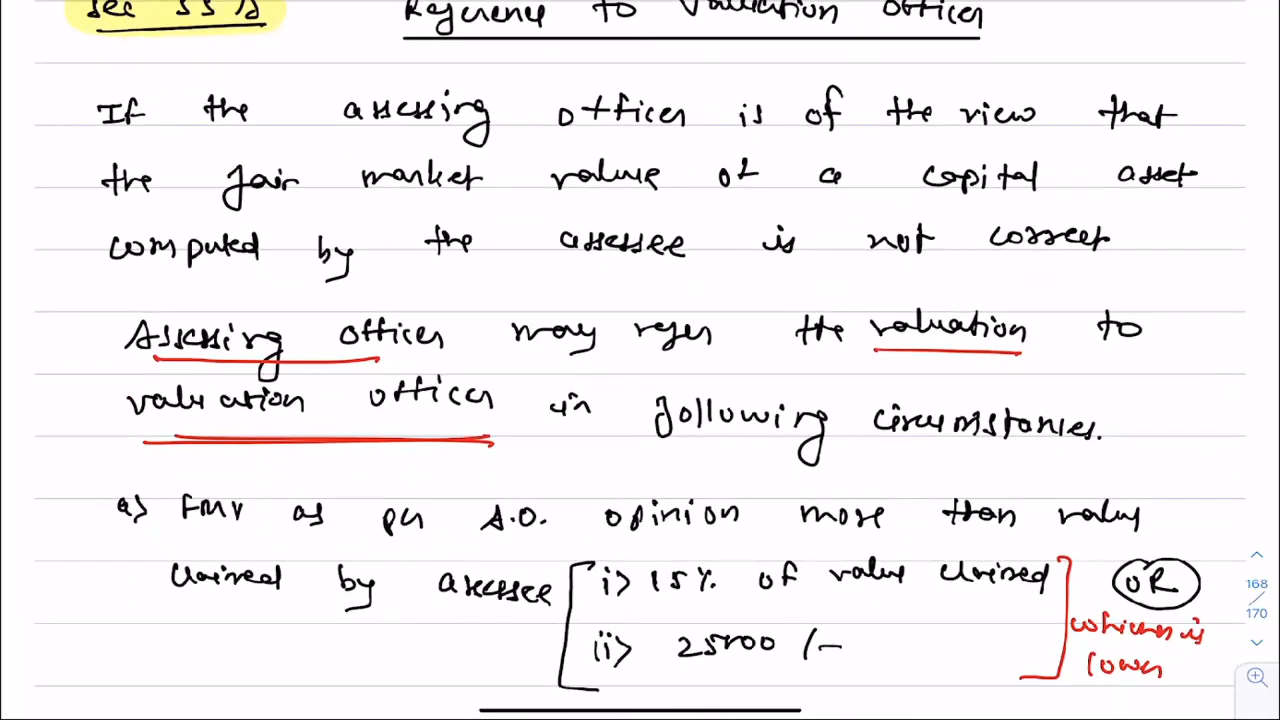 Sec 55 A Reference to Valuation Officer
If the assessing officer is of the view that
the fair market value of a capital asset
computed by the assessee is not correct
Assessing officer may refer the valuation to
valuation officer in following circumstances.
a) FMV as per A.O. opinion more than value
claimed by assessee i) 15% of value claimed OR
ii) 25000 /-
whichever is
lower
168
170